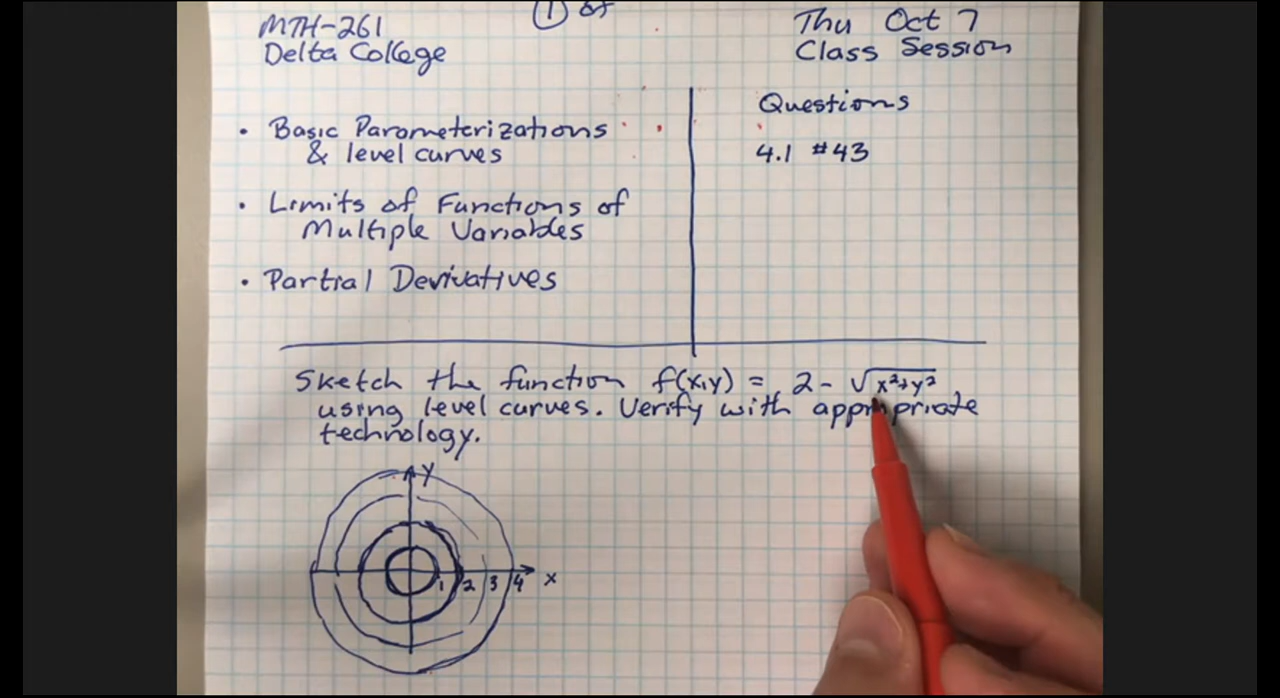 MTH-261
Delta College
① of
Thu Oct 7
Class Session
• Basic Parameterizations
& level curves
• Limits of Functions of
Multiple Variables
• Partial Derivatives
Questions
4.1 #43
Sketch the function f(x,y) = 2 - √x²+y²
using level curves. Verify with appropriate
technology.
y
1 2 3 4 x